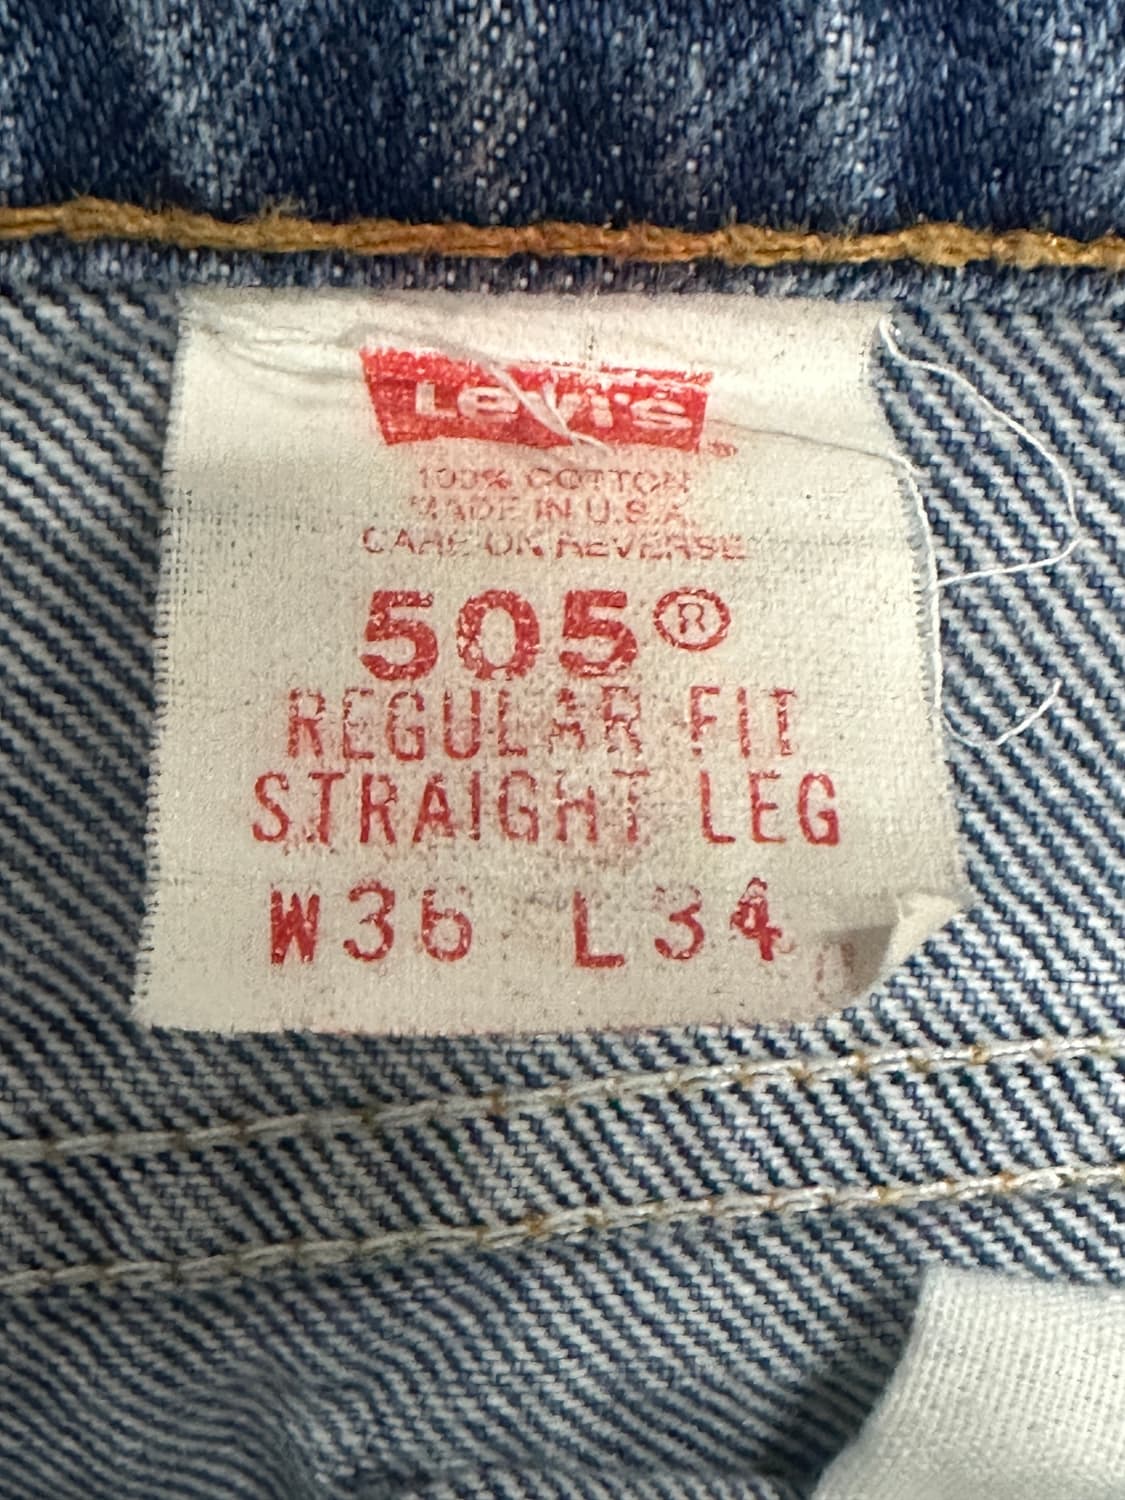 Levi's®
100% COTTON
MADE IN U.S.A.
CARE ON REVERSE
505®
REGULAR FIT
STRAIGHT LEG
W36 L34